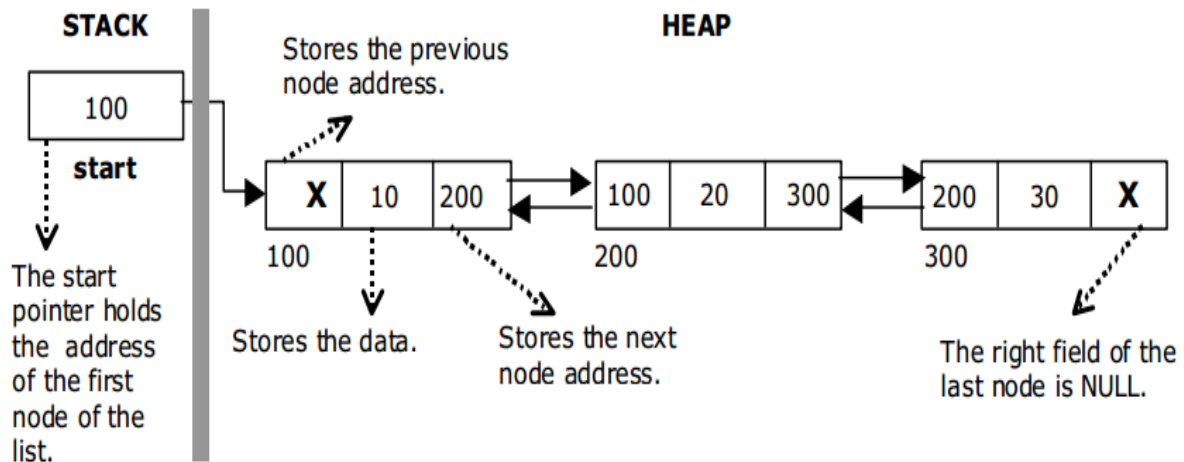 STACK
HEAP
Stores the previous
node address.
100
start
X 10 200
100 20 300
200 30 X
100
200
300
The start
pointer holds
the address
of the first
node of the
list.
Stores the data.
Stores the next
node address.
The right field of the
last node is NULL.